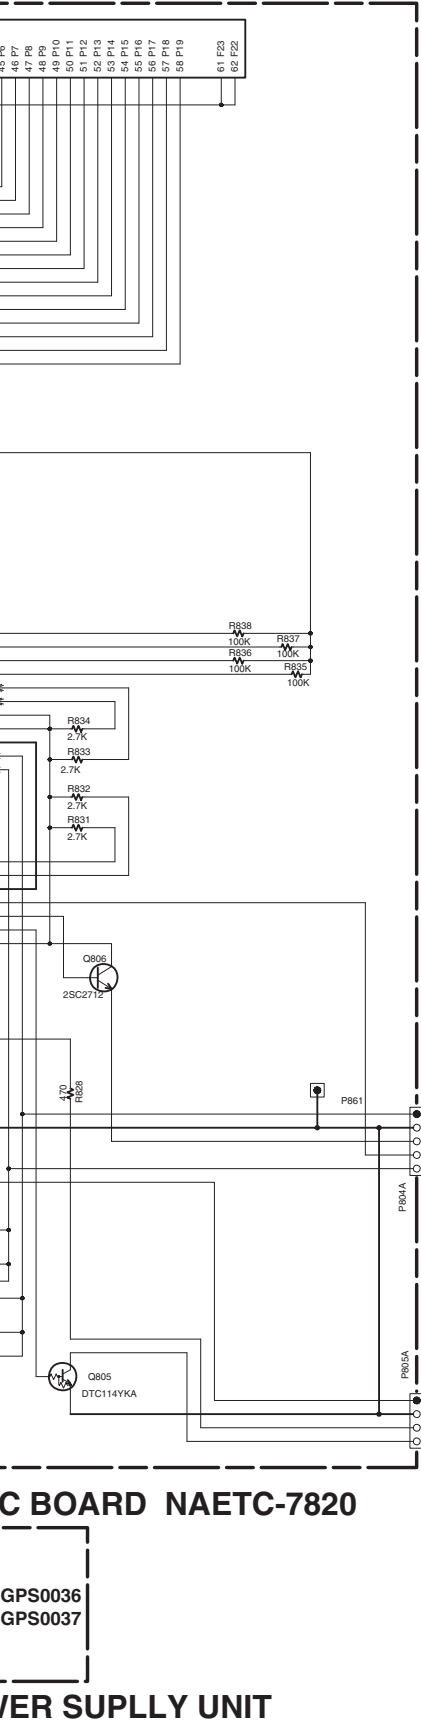 45 P6
46 P7
47 P8
48 P9
49 P10
50 P11
51 P12
52 P13
53 P14
54 P15
55 P16
56 P17
57 P18
58 P19
61 F23
62 F22
R838
100K
R837
100K
R836
100K
R835
100K
R834
2.7K
R833
2.7K
R832
2.7K
R831
2.7K
Q806
2SC2712
470
R828
P861
P804A
P805A
Q805
DTC114YKA
C BOARD NAETC-7820
GPS0036
GPS0037
VER SUPLLY UNIT